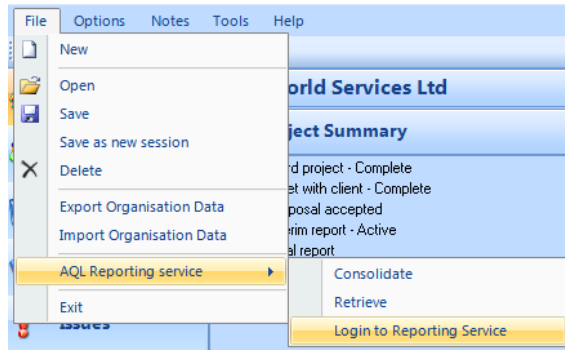 File Options Notes Tools Help
New
Open
orld Services Ltd
Save
ject Summary
Save as new session
Delete
rd project - Complete
et with client - Complete
Export Organisation Data
posal accepted
Import Organisation Data
rim report - Active
al report
AQL Reporting service
Consolidate
Retrieve
Exit
Issues
Login to Reporting Service